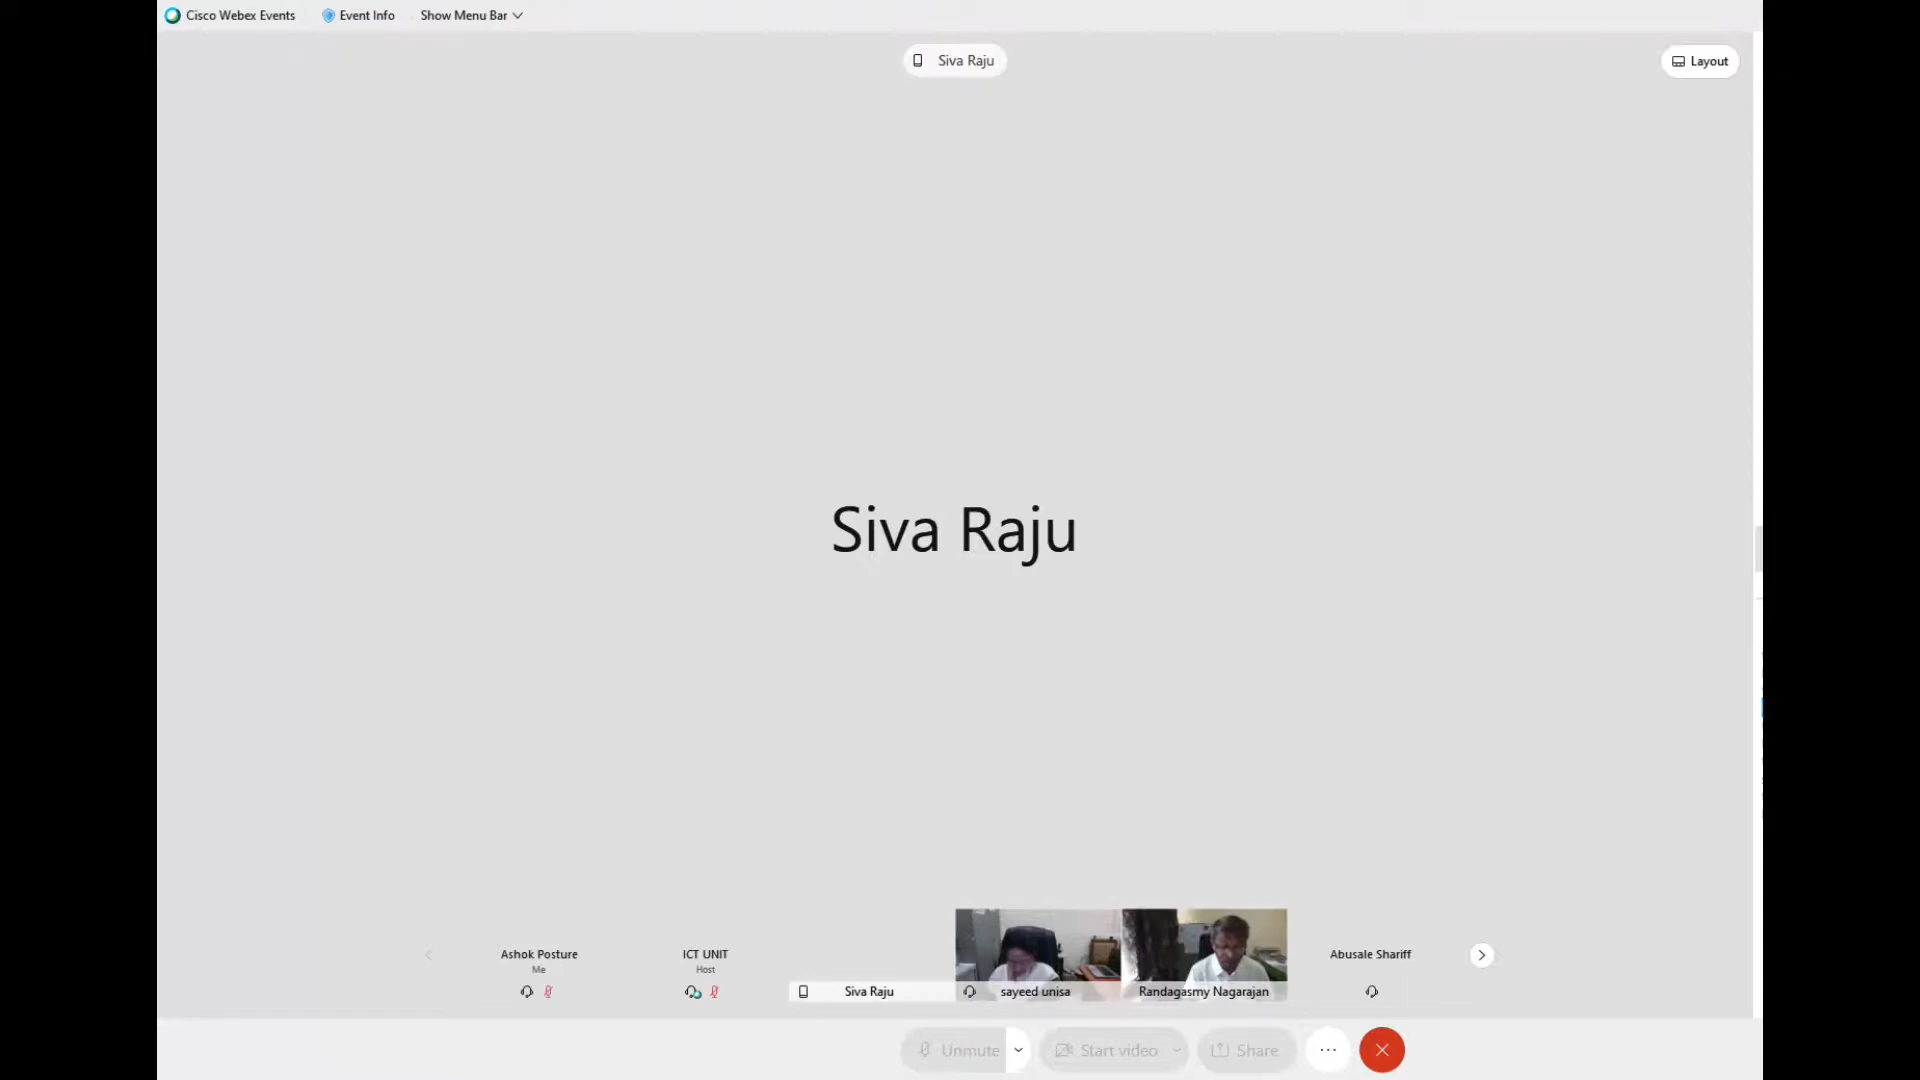 Cisco Webex Events Event Info Show Menu Bar
Siva Raju
Layout
Siva Raju
Ashok Posture
Me
ICT UNIT
Host
Siva Raju
sayeed unisa
Randagasmy Nagarajan
Abusale Shariff
Unmute Start video Share